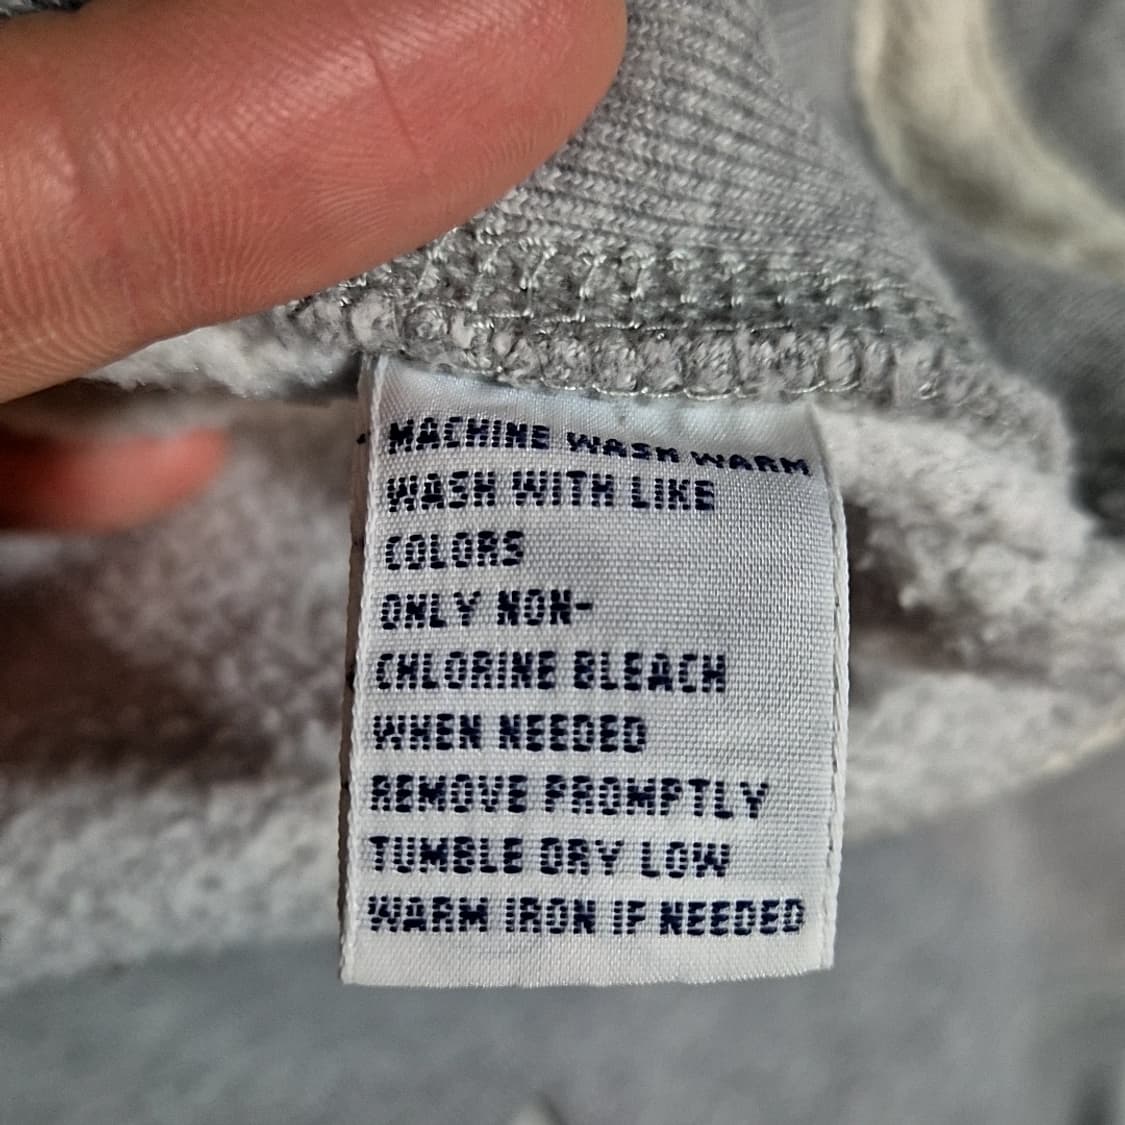 MACHINE WASH WARM
WASH WITH LIKE
COLORS
ONLY NON-
CHLORINE BLEACH
WHEN NEEDED
REMOVE PROMPTLY
TUMBLE DRY LOW
WARM IRON IF NEEDED